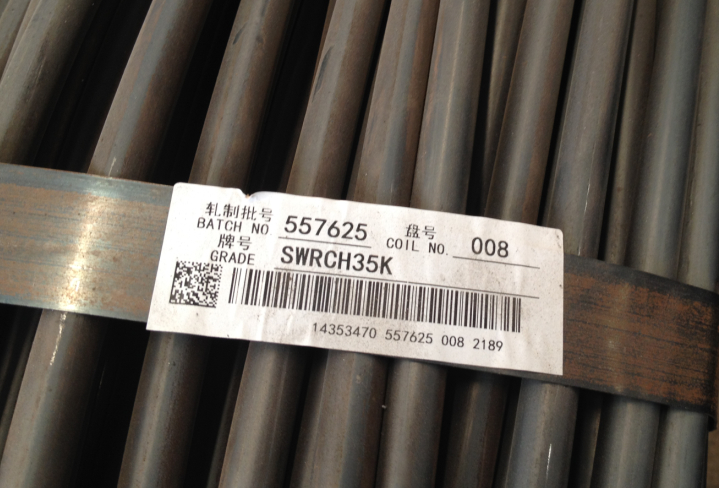 轧制批号 557625 盘号 008
BATCH NO COIL NO.
牌号 SWRCH35K
GRADE
14353470 557625 008 2189